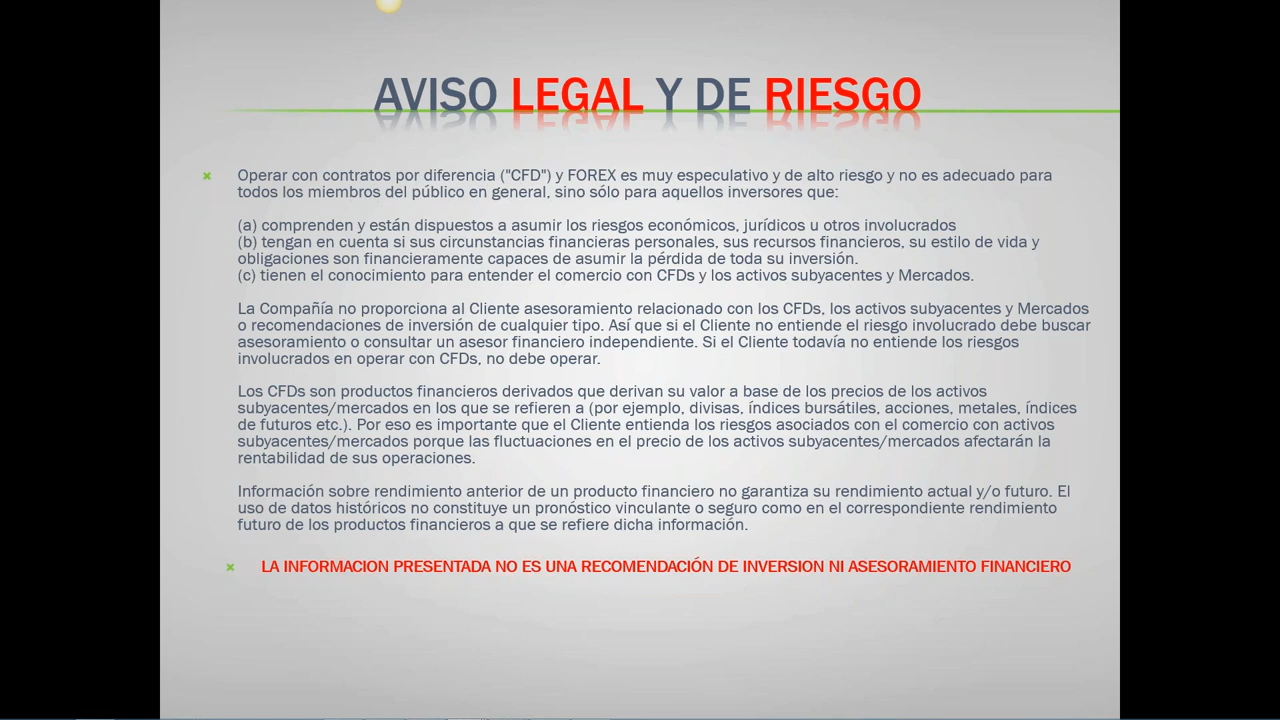 AVISO LEGAL Y DE RIESGO
Operar con contratos por diferencia ("CFD") y FOREX es muy especulativo y de alto riesgo y no es adecuado para
todos los miembros del público en general, sino sólo para aquellos inversores que:
(a) comprenden y están dispuestos a asumir los riesgos económicos, jurídicos u otros involucrados
(b) tengan en cuenta si sus circunstancias financieras personales, sus recursos financieros, su estilo de vida y
obligaciones son financieramente capaces de asumir la pérdida de toda su inversión.
(c) tienen el conocimiento para entender el comercio con CFDs y los activos subyacentes y Mercados.
La Compañía no proporciona al Cliente asesoramiento relacionado con los CFDs, los activos subyacentes y Mercados
o recomendaciones de inversión de cualquier tipo. Así que si el Cliente no entiende el riesgo involucrado debe buscar
asesoramiento o consultar un asesor financiero independiente. Si el Cliente todavía no entiende los riesgos
involucrados en operar con CFDs, no debe operar.
Los CFDs son productos financieros derivados que derivan su valor a base de los precios de los activos
subyacentes/mercados en los que se refieren a (por ejemplo, divisas, índices bursátiles, acciones, metales, índices
de futuros etc.). Por eso es importante que el Cliente entienda los riesgos asociados con el comercio con activos
subyacentes/mercados porque las fluctuaciones en el precio de los activos subyacentes/mercados afectarán la
rentabilidad de sus operaciones.
Información sobre rendimiento anterior de un producto financiero no garantiza su rendimiento actual y/o futuro. El
uso de datos históricos no constituye un pronóstico vinculante o seguro como en el correspondiente rendimiento
futuro de los productos financieros a que se refiere dicha información.
LA INFORMACION PRESENTADA NO ES UNA RECOMENDACIÓN DE INVERSION NI ASESORAMIENTO FINANCIERO